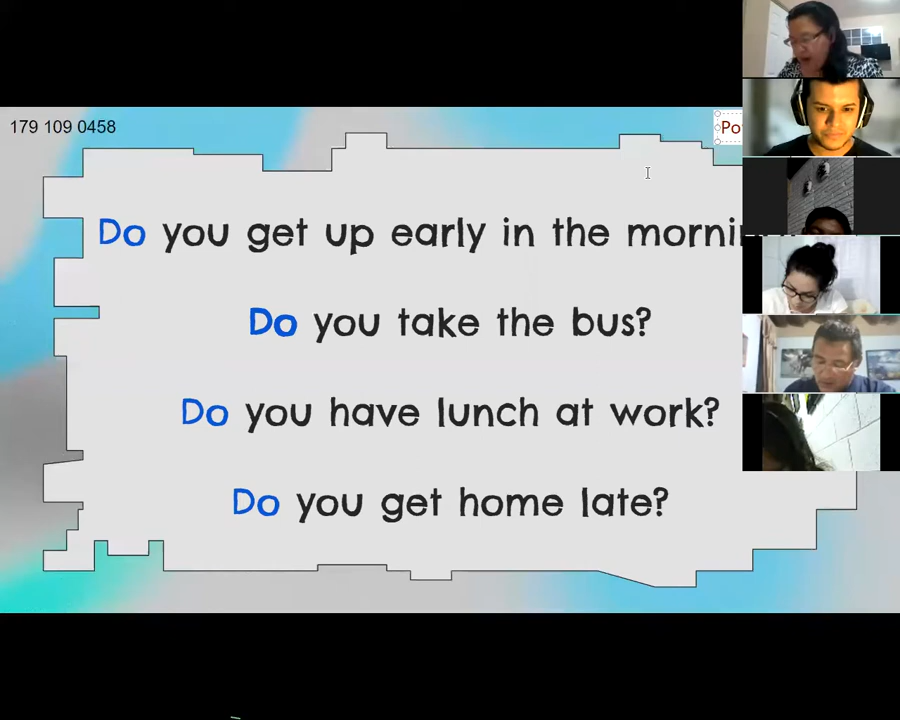 179 109 0458
Do you get up early in the
Do you take the bus?
Do you have lunch at work?
Do you get home late?